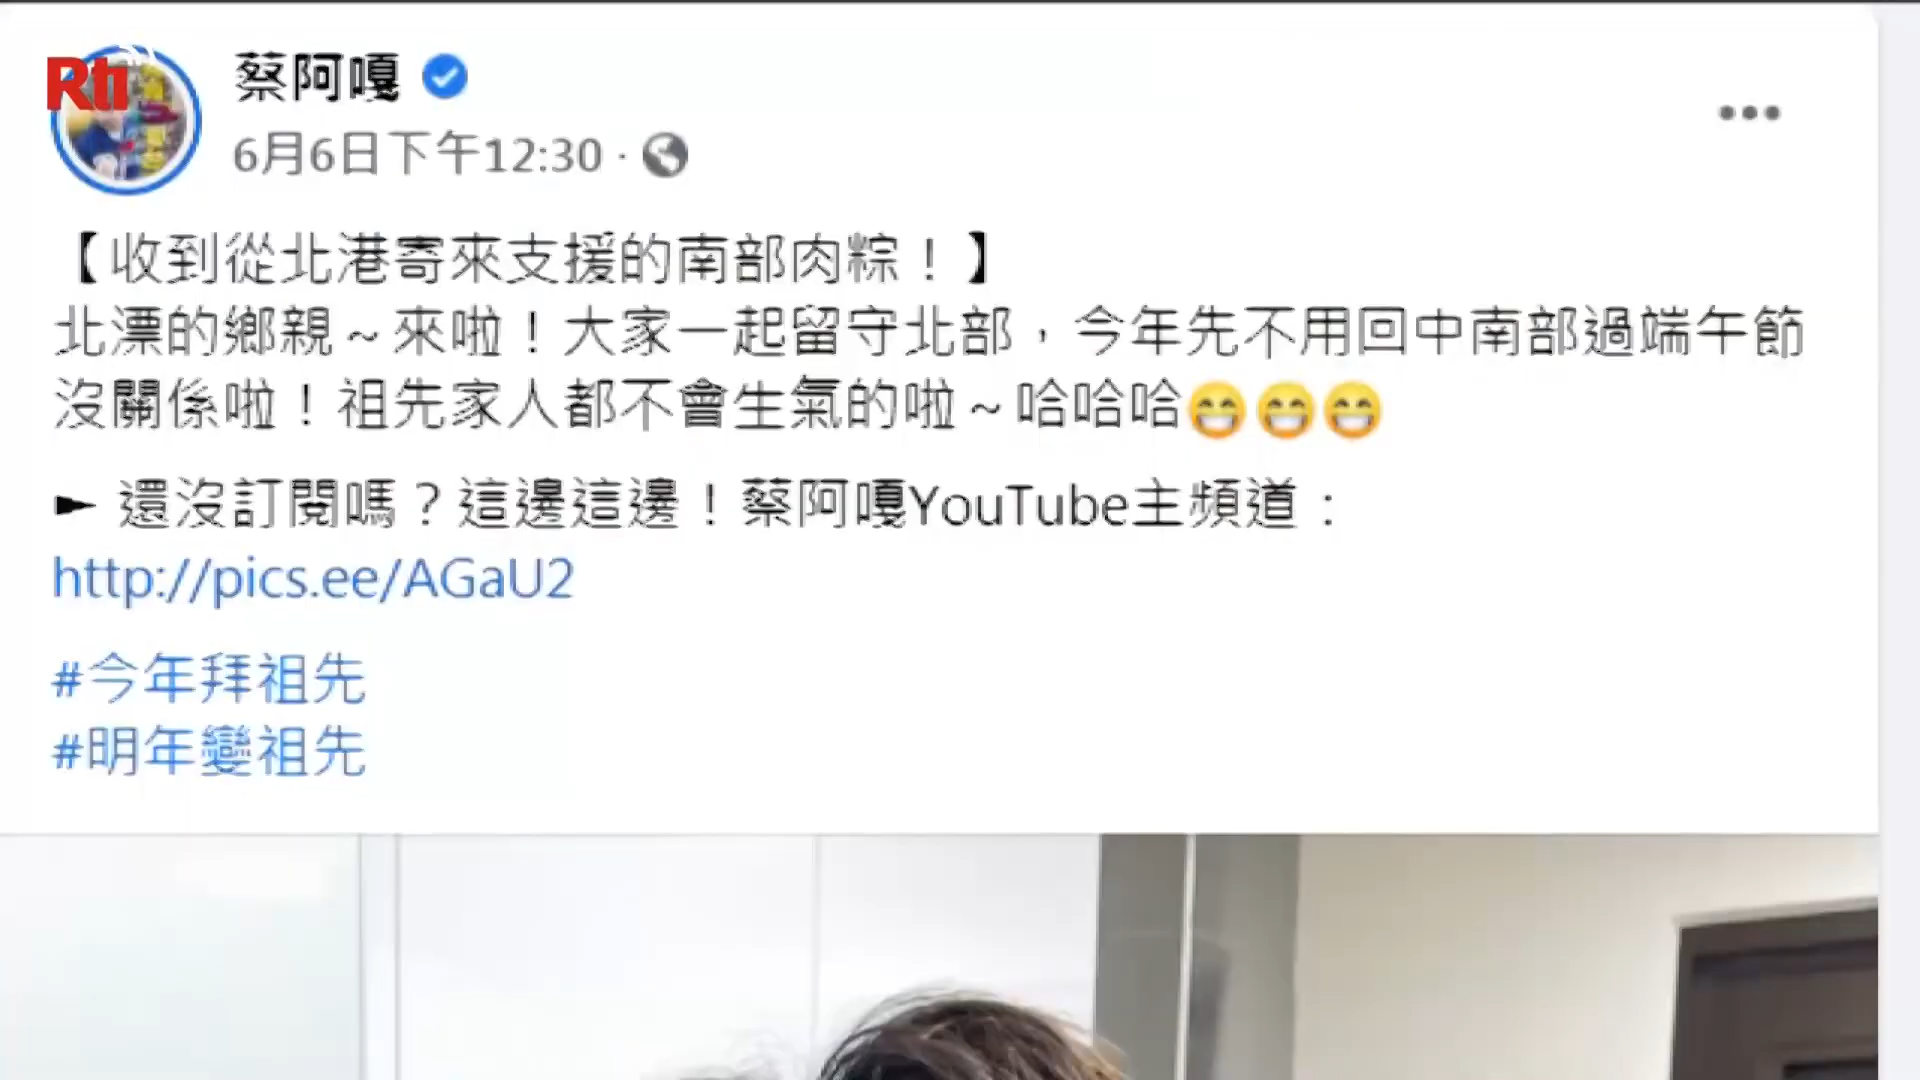 Rti
蔡阿嘎
6月6日下午12:30 ·
【收到從北港寄來支援的南部肉粽！】
北漂的鄉親～來啦！大家一起留守北部，今年先不用回中南部過端午節
沒關係啦！祖先家人都不會生氣的啦～哈哈哈😁😁😁
► 還沒訂閱嗎？這邊這邊！蔡阿嘎YouTube主頻道：
http://pics.ee/AGaU2
#今年拜祖先
#明年變祖先